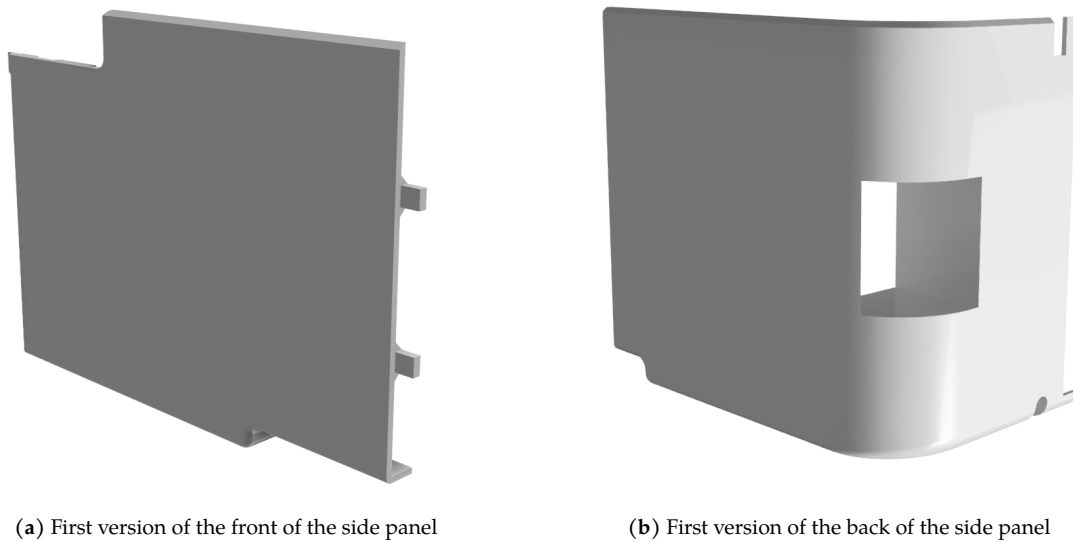 (a) First version of the front of the side panel
(b) First version of the back of the side panel